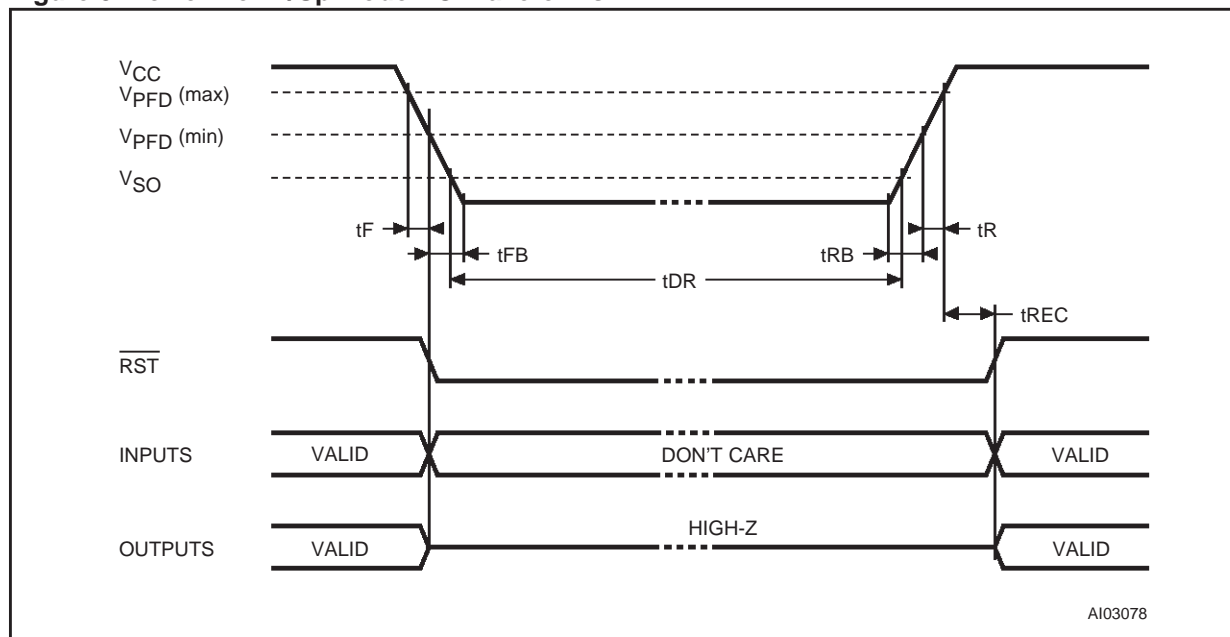 VCC
VPFD (max)
VPFD (min)
VSO
tF
tFB
tDR
tRB
tR
tREC
RST
INPUTS
VALID
DON'T CARE
VALID
OUTPUTS
VALID
HIGH-Z
VALID
AI03078